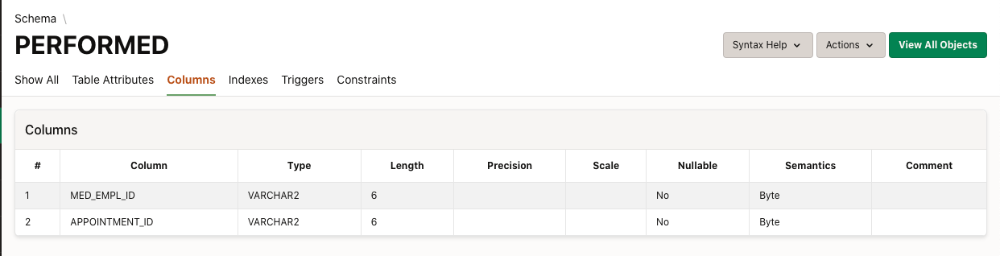 Schema \
PERFORMED
Syntax Help Actions View All Objects
Show All Table Attributes Columns Indexes Triggers Constraints
Columns
# Column Type Length Precision Scale Nullable Semantics Comment
1 MED_EMPL_ID VARCHAR2 6 No Byte
2 APPOINTMENT_ID VARCHAR2 6 No Byte